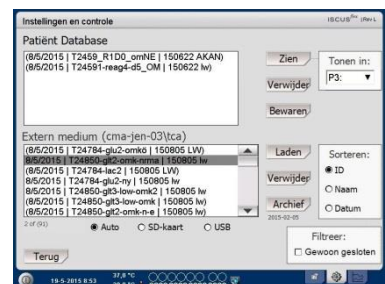 Instellingen en controle
ISCUS
Patiënt Database
(8/5/2015 | T2459_R1D0_omNE | 150622 AKAN)
(8/5/2015 | T24591-reag4-d5_OM | 150622 lw)
Zien
Verwijder
Bewaren
Tonen in:
P3:
Extern medium (cma-jen-03\tca)
(8/5/2015 | T24784-glu2-omkö | 150805 LW)
8/5/2015 | T24850-glt2-omk-nrma | 150805 lw
(8/5/2015 | T24784-lac2 | 150805 LW)
(8/5/2015 | T24784-glu2-ny | 150805 lw
8/5/2015 | T24850-glt3-low-omk2 | 150805 lw
(8/5/2015 | T24850-glt3-low-omk | 150805 lw
(8/5/2015 | T24850-glt2-omk-n-e | 150805 lw
Laden
Verwijder
Archief
2015-02-05
Sorteren:
ID
Naam
Datum
2 of (91)
Auto
SD-kaart
USB
Filtreer:
Gewoon gesloten
Terug
19-5-2015 8:53
37,8 °C